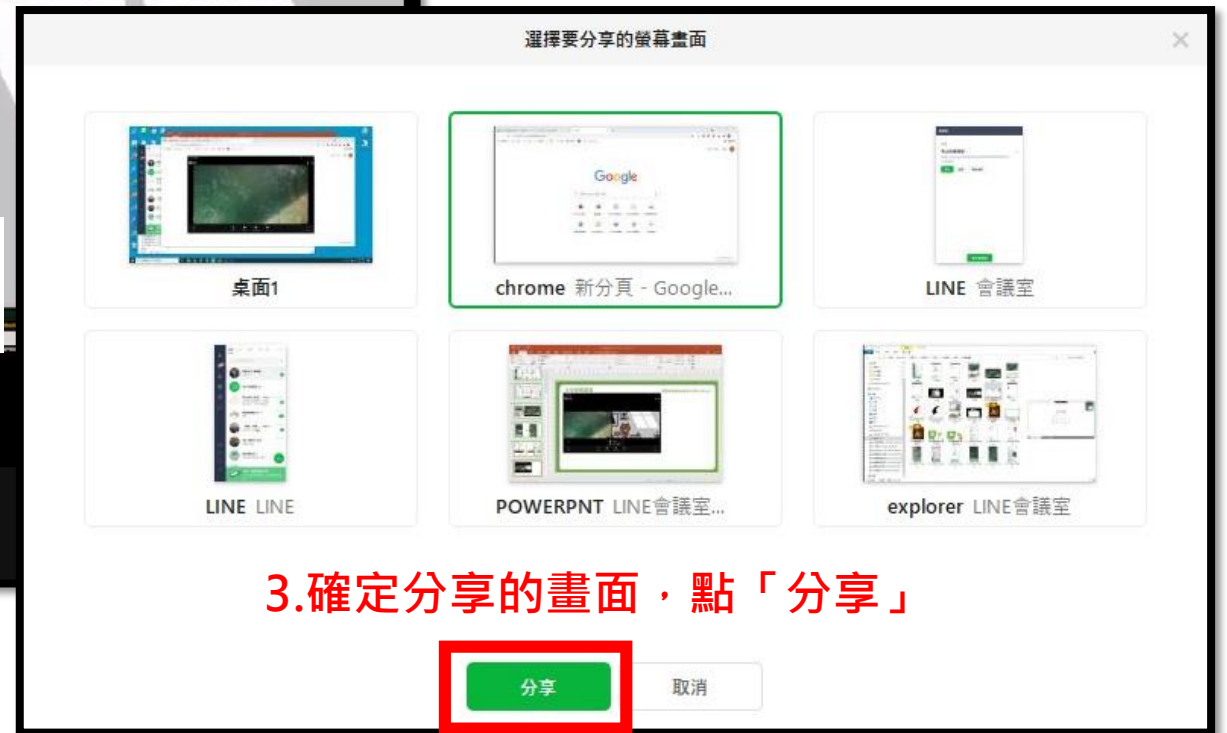 選擇要分享的螢幕畫面
Google
桌面1
chrome 新分頁 - Google...
LINE 會議室
LINE LINE
POWERPNT LINE會議室...
explorer LINE會議室
3.確定分享的畫面，點「分享」
分享
取消